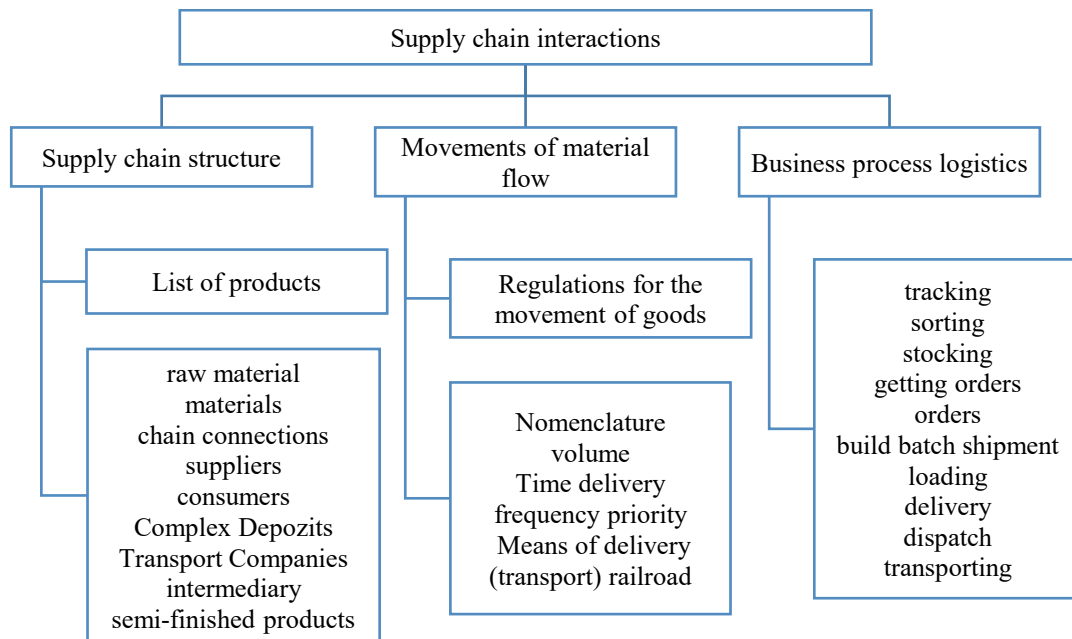 Supply chain interactions
Supply chain structure
Movements of material
flow
Business process logistics
List of products
raw material
materials
chain connections
suppliers
consumers
Complex Depozits
Transport Companies
intermediary
semi-finished products
Regulations for the
movement of goods
Nomenclature
volume
Time delivery
frequency priority
Means of delivery
(transport) railroad
tracking
sorting
stocking
getting orders
orders
build batch shipment
loading
delivery
dispatch
transporting